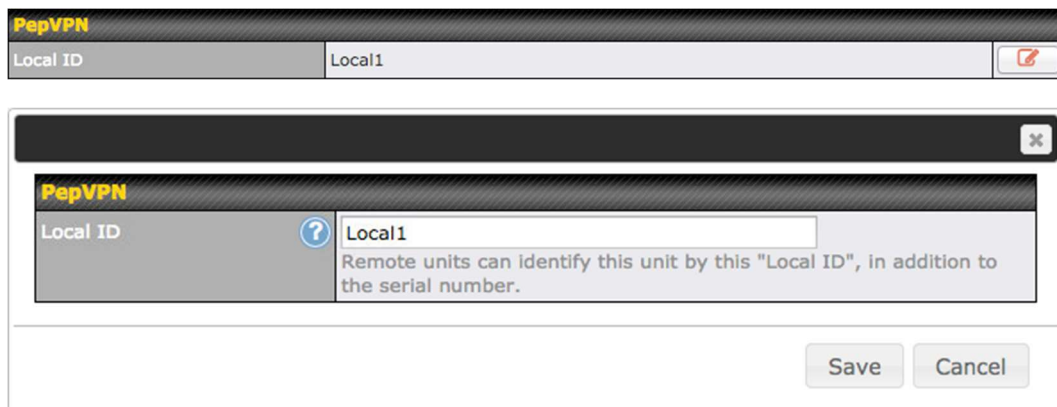 PepVPN
Local ID Local1
PepVPN
Local ID ? Local1
Remote units can identify this unit by this "Local ID", in addition to
the serial number.
Save Cancel